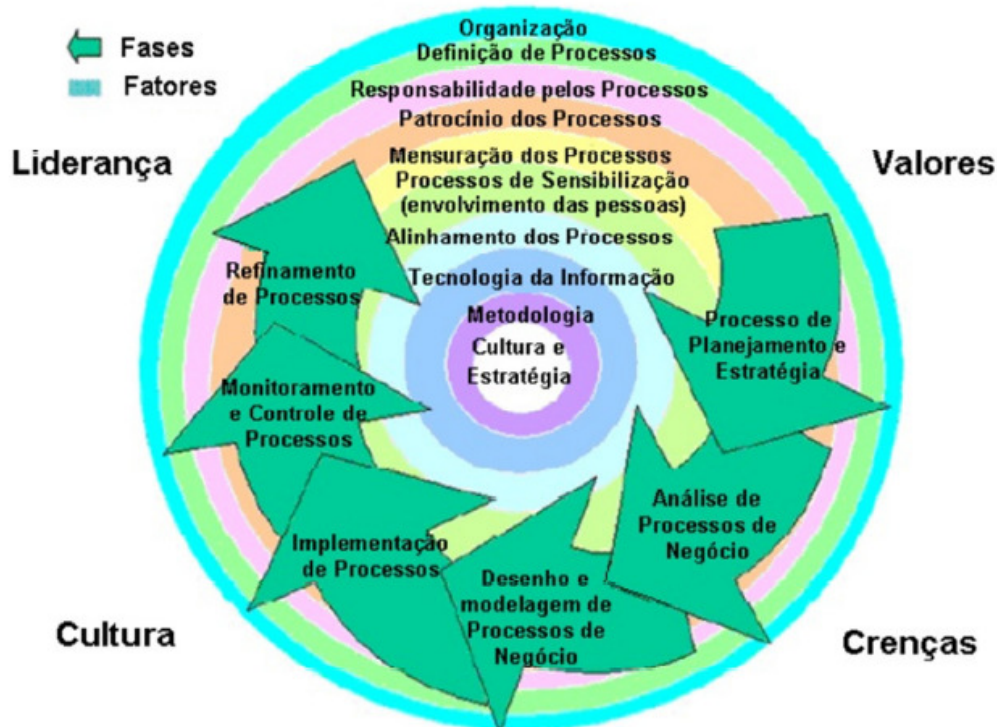 Fases
Fatores
Organização
Definição de Processos
Responsabilidade pelos Processos
Patrocínio dos Processos
Mensuração dos Processos
Processos de Sensibilização
(envolvimento das pessoas)
Alinhamento dos Processos
Tecnologia da Informação
Metodologia
Cultura e
Estratégia
Liderança
Valores
Refinamento
de Processos
Processo de
Planejamento e
Estratégia
Monitoramento
e Controle de
Processos
Análise de
Processos de
Negócio
Implementação
de Processos
Desenho e
modelagem de
Processos de
Negócio
Cultura
Crenças